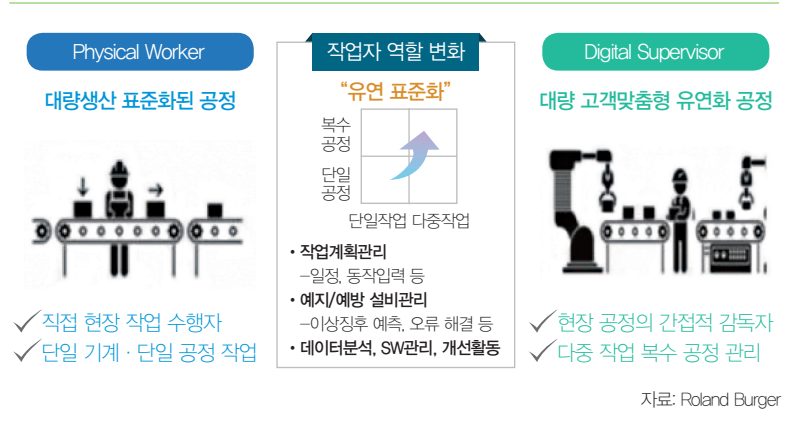 Physical Worker
대량생산 표준화된 공정
직접 현장 작업 수행자
단일 기계 · 단일 공정 작업
작업자 역할 변화
“유연 표준화”
복수
공정
단일
공정
단일작업 다중작업
• 작업계획관리
–일정, 동작입력 등
• 예지/예방 설비관리
–이상징후 예측, 오류 해결 등
• 데이터분석, SW관리, 개선활동
Digital Supervisor
대량 고객맞춤형 유연화 공정
현장 공정의 간접적 감독자
다중 작업 복수 공정 관리
자료: Roland Burger